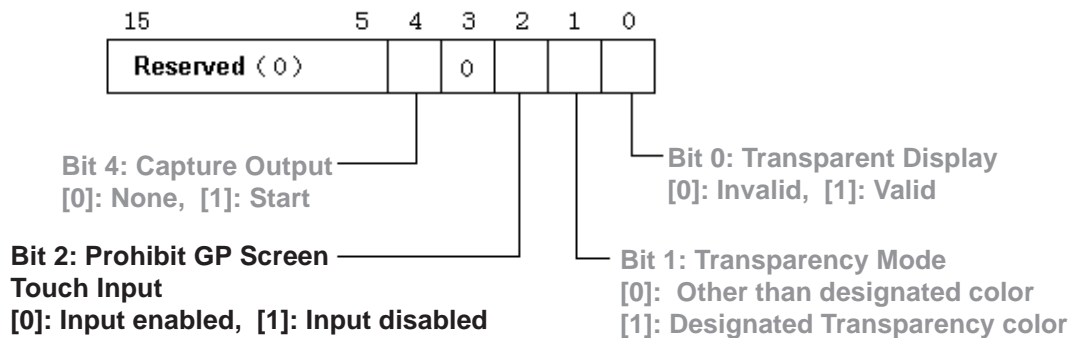 15 5 4 3 2 1 0
Reserved (0) 0
Bit 4: Capture Output
[0]: None, [1]: Start
Bit 0: Transparent Display
[0]: Invalid, [1]: Valid
Bit 2: Prohibit GP Screen
Touch Input
[0]: Input enabled, [1]: Input disabled
Bit 1: Transparency Mode
[0]: Other than designated color
[1]: Designated Transparency color